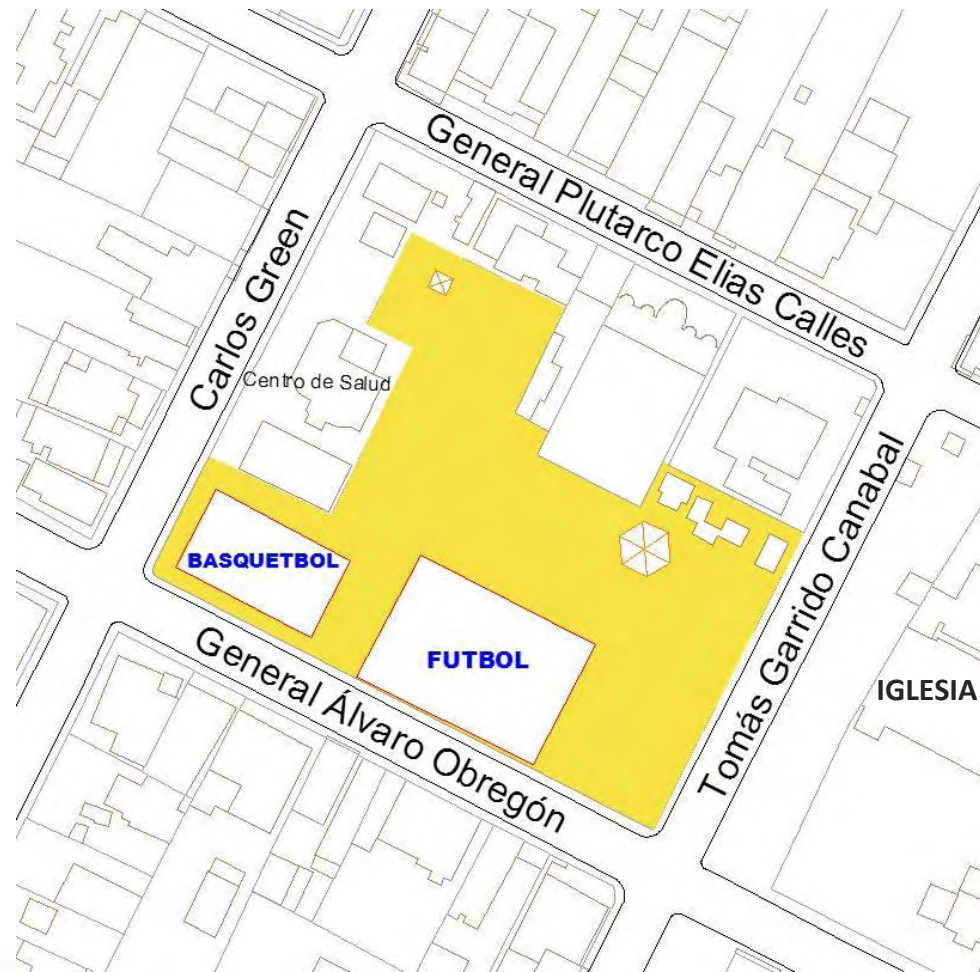 General Plutarco Elias Calles
Carlos Green
Centro de Salud
BASQUETBOL
FUTBOL
General Álvaro Obregón
Tomás Garrido Canabal
IGLESIA